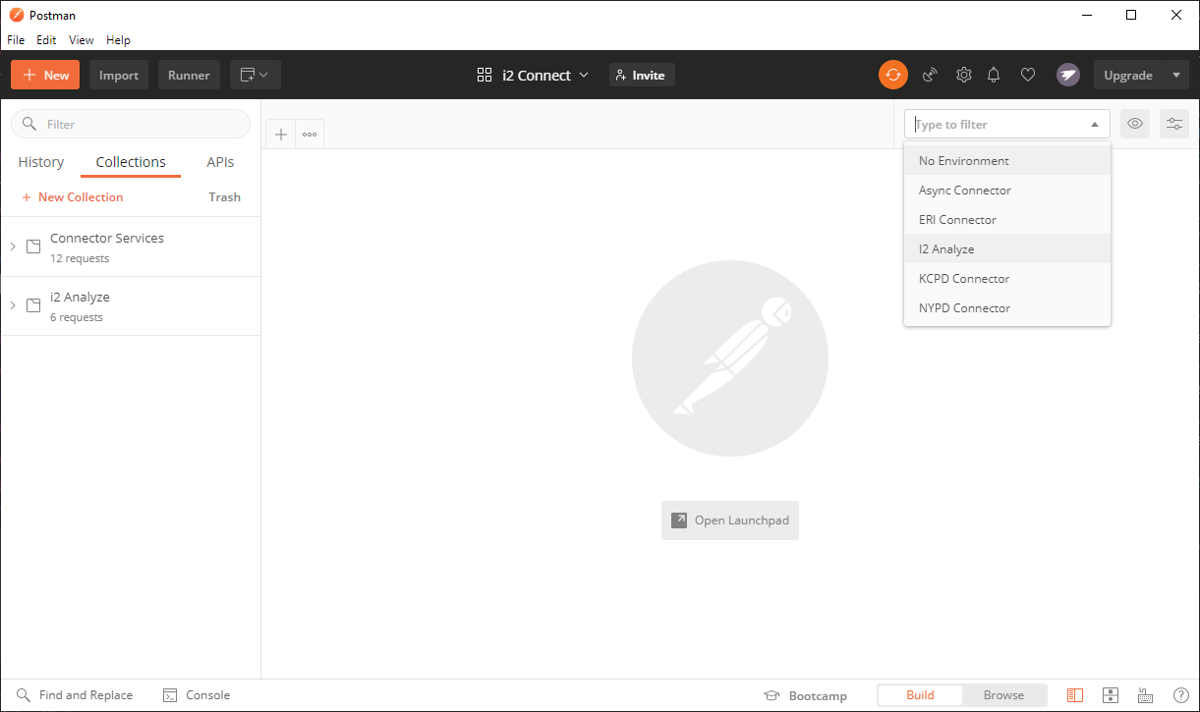 Postman
File Edit View Help
New Import Runner i2 Connect Invite Upgrade
Filter
History Collections APIs
New Collection Trash
Connector Services
12 requests
i2 Analyze
6 requests
Type to filter
No Environment
Async Connector
ERI Connector
I2 Analyze
KCPD Connector
NYPD Connector
Open Launchpad
Find and Replace Console Bootcamp Build Browse